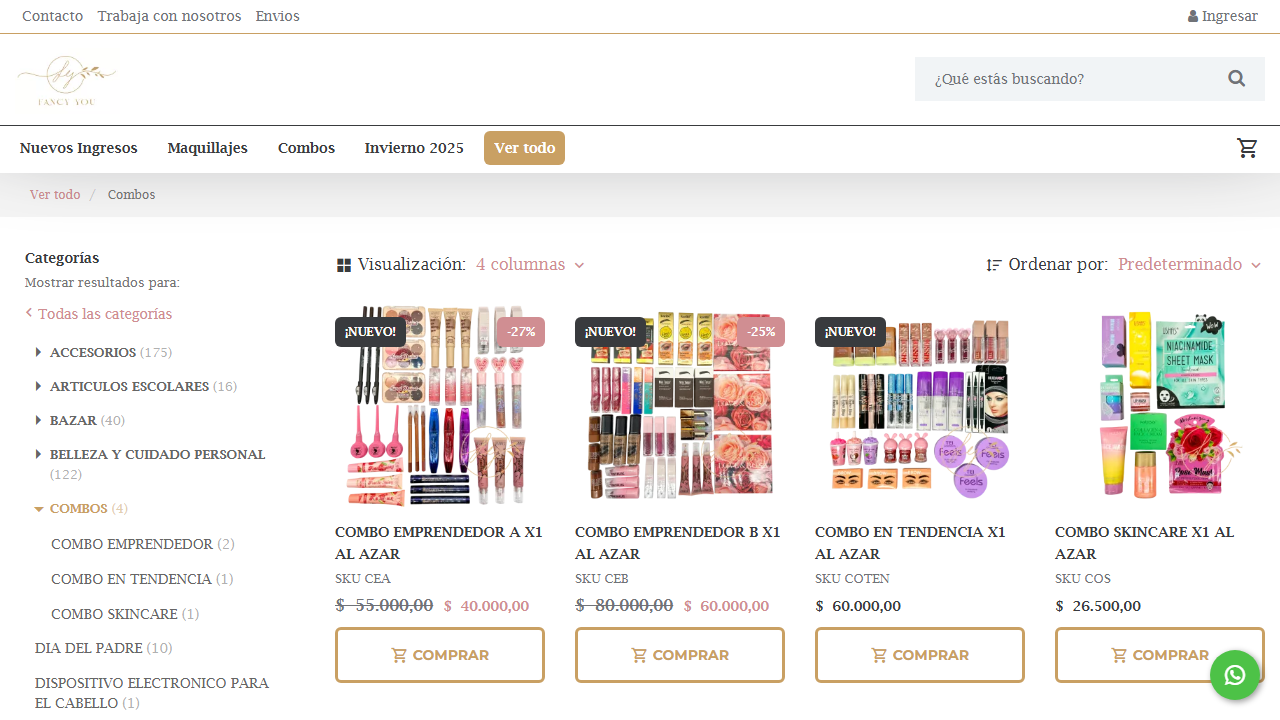 Contacto Trabaja con nosotros Envios Ingresar
FANCY YOU
¿Qué estás buscando?
Nuevos Ingresos Maquillajes Combos Invierno 2025 Ver todo
Ver todo / Combos
Categorías
Mostrar resultados para:
Todas las categorías
ACCESORIOS (175)
ARTICULOS ESCOLARES (16)
BAZAR (40)
BELLEZA Y CUIDADO PERSONAL
(122)
COMBOS (4)
COMBO EMPRENDEDOR (2)
COMBO EN TENDENCIA (1)
COMBO SKINCARE (1)
DIA DEL PADRE (10)
DISPOSITIVO ELECTRONICO PARA
EL CABELLO (1)
Visualización: 4 columnas
Ordenar por: Predeterminado
¡NUEVO! -27%
COMBO EMPRENDEDOR A X1
AL AZAR
SKU CEA
$ 55.000,00 $ 40.000,00
COMPRAR
¡NUEVO! -25%
COMBO EMPRENDEDOR B X1
AL AZAR
SKU CEB
$ 80.000,00 $ 60.000,00
COMPRAR
¡NUEVO!
Feels
Feels
Feels
COMBO EN TENDENCIA X1
AL AZAR
SKU COTEN
$ 60.000,00
COMPRAR
NIACINAMIDE
SHEET MASK
COMBO SKINCARE X1 AL
AZAR
SKU COS
$ 26.500,00
COMPRAR